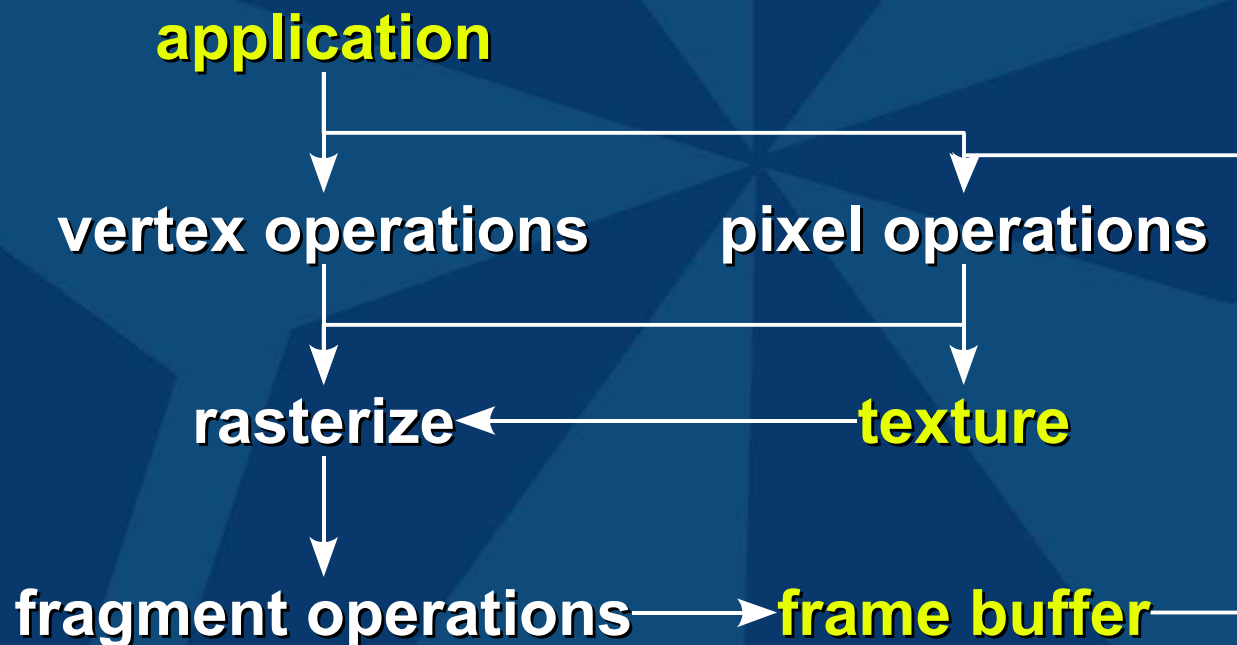 application
vertex operations
pixel operations
rasterize
texture
fragment operations
frame buffer